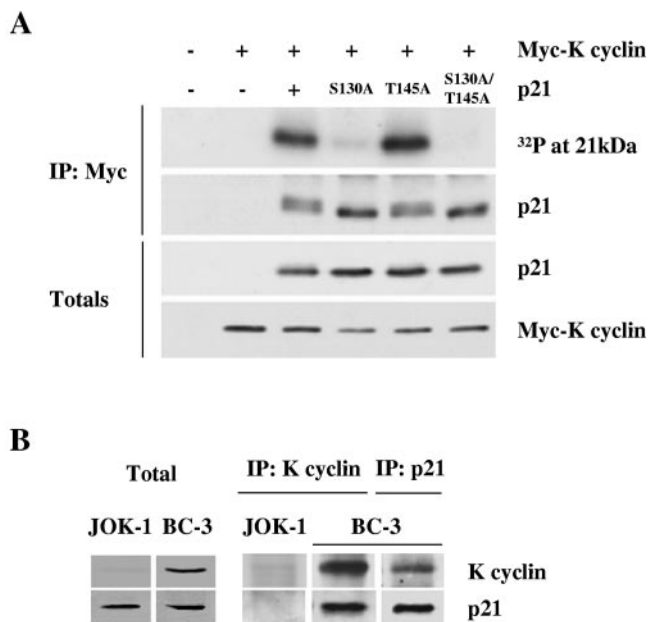 A
- + + + + + Myc-K cyclin
- - + S130A T145A S130A/T145A p21
IP: Myc
³²P at 21kDa
p21
Totals
p21
Myc-K cyclin
B
Total IP: K cyclin IP: p21
JOK-1 BC-3 JOK-1 BC-3
K cyclin
p21